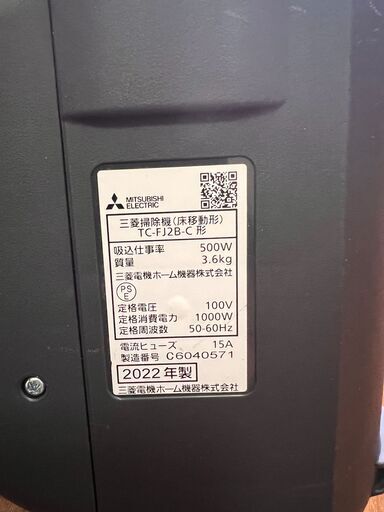 MITSUBISHI
ELECTRIC
三菱掃除機(床移動形)
TC-FJ2B-C 形
吸込仕事率 500W
質量 3.6kg
三菱電機ホーム機器株式会社
PS
E
定格電圧 100V
定格消費電力 1000W
定格周波数 50-60Hz
電流ヒューズ 15A
製造番号 C6040571
2022年製
三菱電機ホーム機器株式会社